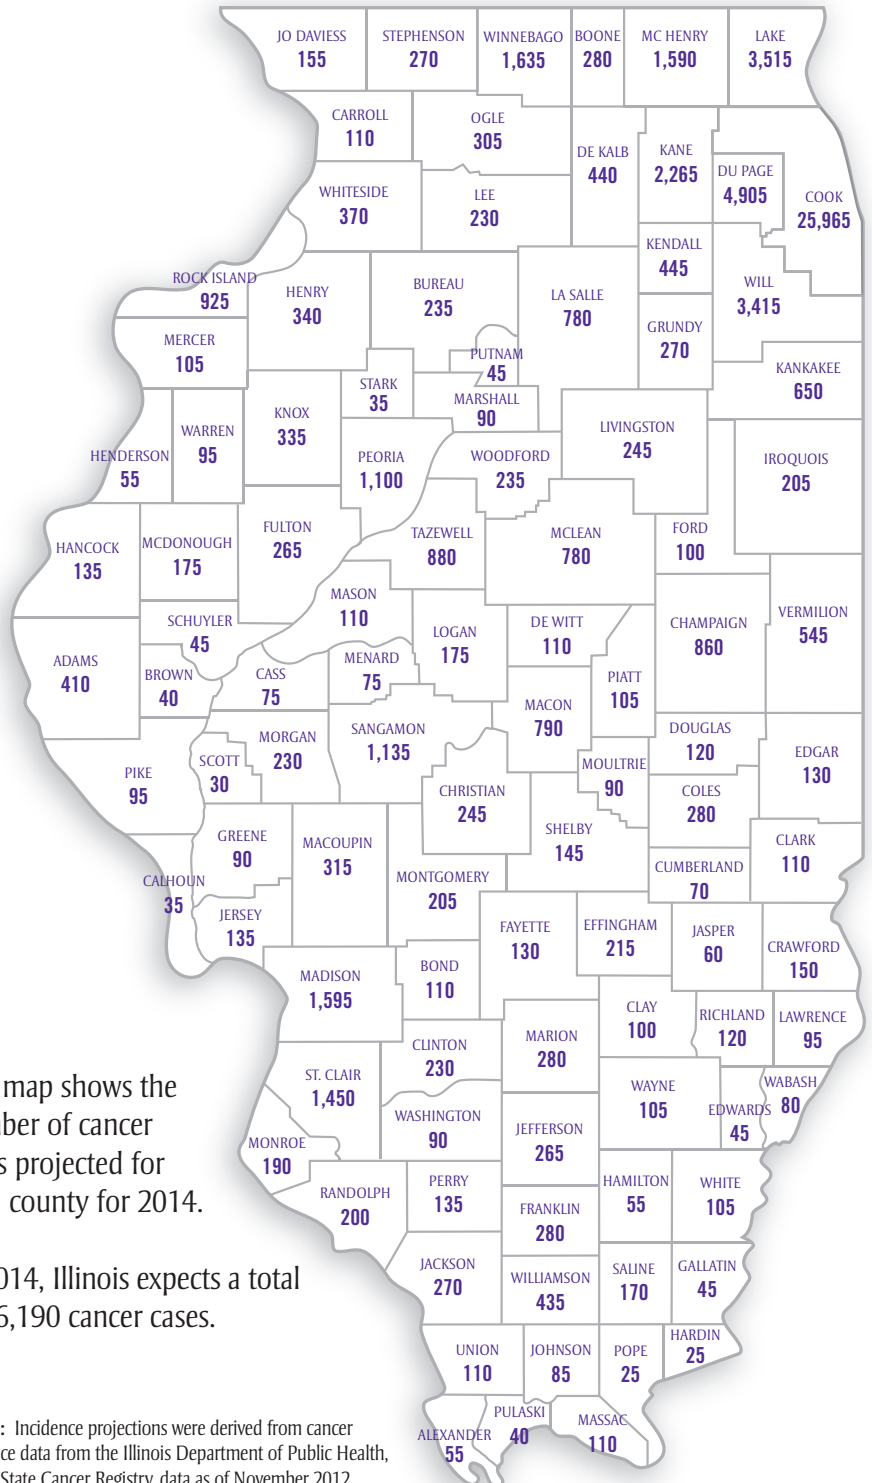 JO DAVIESS
155
STEPHENSON
270
WINNEBAGO
1,635
BOONE
280
MC HENRY
1,590
LAKE
3,515
CARROLL
110
OGLE
305
DE KALB
440
KANE
2,265
DU PAGE
4,905
COOK
25,965
WHITESIDE
370
LEE
230
KENDALL
445
ROCK ISLAND
925
HENRY
340
BUREAU
235
LA SALLE
780
WILL
3,415
GRUNDY
270
MERCER
105
PUTNAM
45
KANKAKEE
650
STARK
35
MARSHALL
90
KNOX
335
WARREN
95
HENDERSON
55
PEORIA
1,100
WOODFORD
235
LIVINGSTON
245
IROQUOIS
205
HANCOCK
135
MCDONOUGH
175
FULTON
265
TAZEWELL
880
MCLEAN
780
FORD
100
MASON
110
SCHUYLER
45
LOGAN
175
DE WITT
110
CHAMPAIGN
860
VERMILION
545
ADAMS
410
BROWN
40
CASS
75
MENARD
75
PIATT
105
MACON
790
PIKE
95
SCOTT
30
MORGAN
230
SANGAMON
1,135
DOUGLAS
120
EDGAR
130
MOULTRIE
90
CHRISTIAN
245
COLES
280
SHELBY
145
GREENE
90
MACOUPIN
315
CLARK
110
CUMBERLAND
70
CALHOUN
35
MONTGOMERY
205
JERSEY
135
FAYETTE
130
EFFINGHAM
215
JASPER
60
CRAWFORD
150
MADISON
1,595
BOND
110
CLAY
100
RICHLAND
120
LAWRENCE
95
CLINTON
230
MARION
280
ST. CLAIR
1,450
WAYNE
105
WABASH
80
EDWARDS
45
WASHINGTON
90
JEFFERSON
265
MONROE
190
RANDOLPH
200
PERRY
135
HAMILTON
55
WHITE
105
FRANKLIN
280
JACKSON
270
WILLIAMSON
435
SALINE
170
GALLATIN
45
UNION
110
JOHNSON
85
POPE
25
HARDIN
25
ALEXANDER
55
PULASKI
40
MASSAC
110
map shows the
ber of cancer
s projected for
county for 2014.
014, Illinois expects a total
6,190 cancer cases.
: Incidence projections were derived from cancer
ce data from the Illinois Department of Public Health,
State Cancer Registry, data as of November 2012